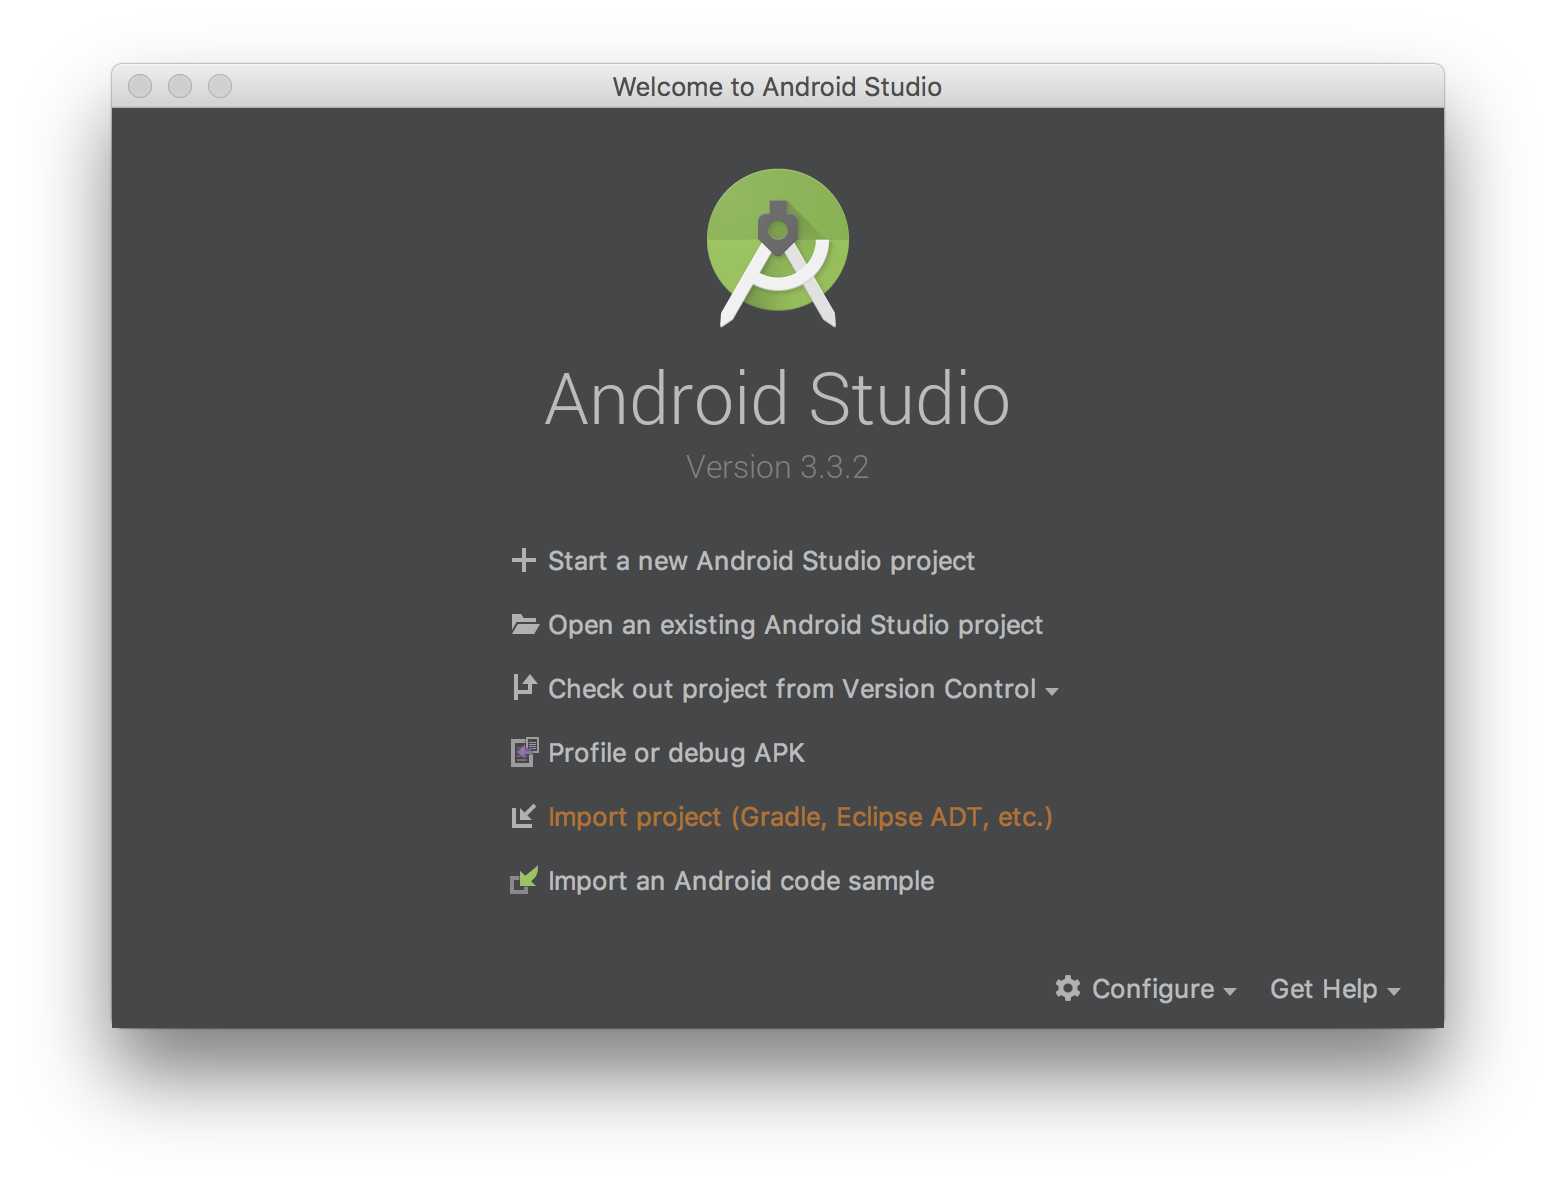 Welcome to Android Studio
Android Studio
Version 3.3.2
Start a new Android Studio project
Open an existing Android Studio project
Check out project from Version Control
Profile or debug APK
Import project (Gradle, Eclipse ADT, etc.)
Import an Android code sample
Configure Get Help